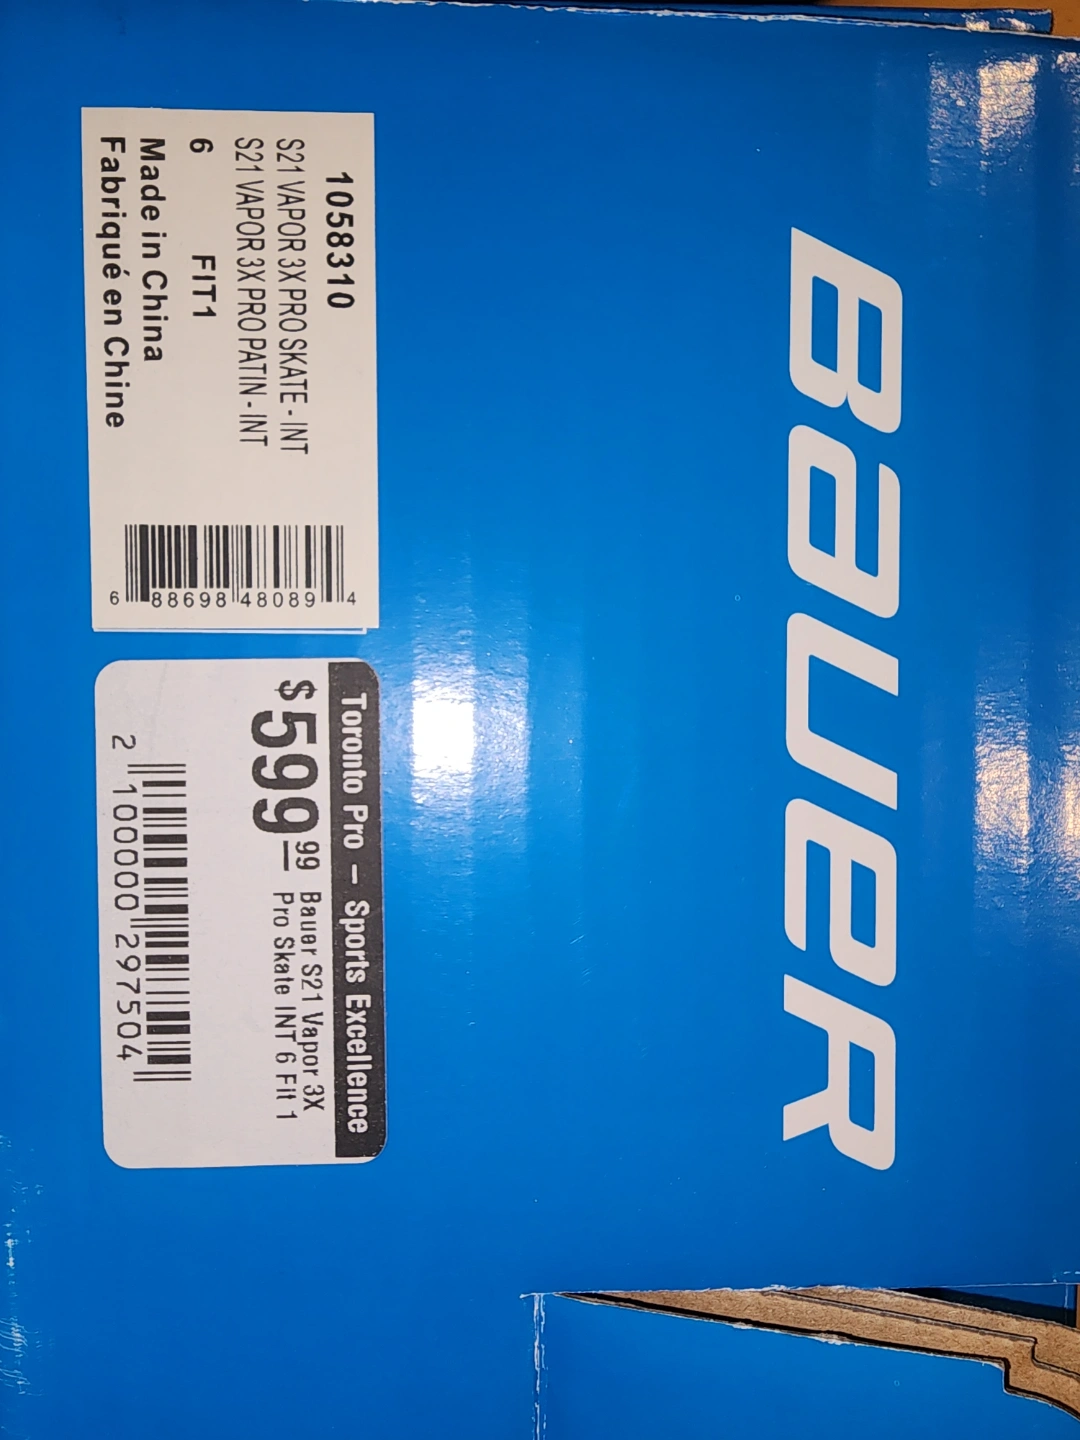 BaUeR
1058310
S21 VAPOR 3X PRO SKATE - INT
S21 VAPOR 3X PRO PATIN - INT
6 FIT1
Made in China
Fabriqué en Chine
6 88698 48089 4
Toronto Pro - Sports Excellence
$599.99 Bauer S21 Vapor 3X
Pro Skate INT 6 Fit 1
2 100000 297504